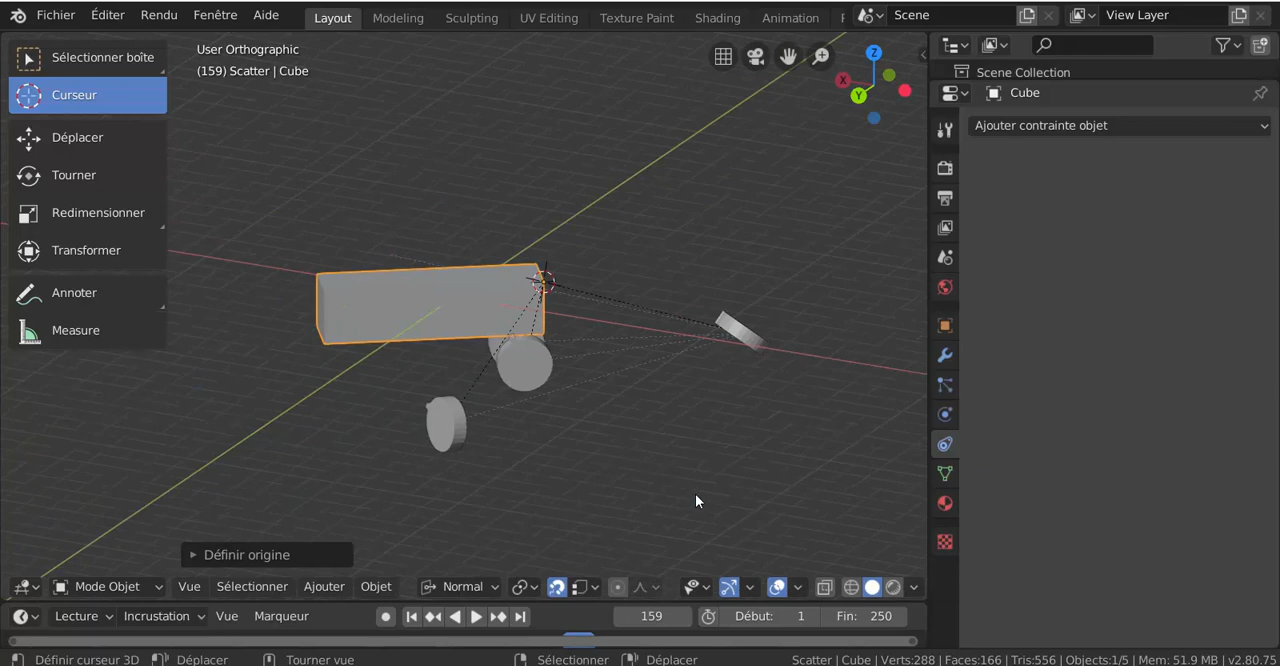 Fichier Éditer Rendu Fenêtre Aide Layout Modeling Sculpting UV Editing Texture Paint Shading Animation Scene View Layer
Sélectionner boîte
Curseur
Déplacer
Tourner
Redimensionner
Transformer
Annoter
Measure
User Orthographic
(159) Scatter | Cube
Z
X
Y
Scene Collection
Cube
Ajouter contrainte objet
Définir origine
Mode Objet Vue Sélectionner Ajouter Objet Normal
Lecture Incrustation Vue Marqueur 159 Début: 1 Fin: 250
Définir curseur 3D Déplacer Tourner vue Sélectionner Déplacer Scatter | Cube | Verts:288 | Faces:166 | Tris:556 | Objects:1/5 | Mem: 51.9 MB | v2.80.75